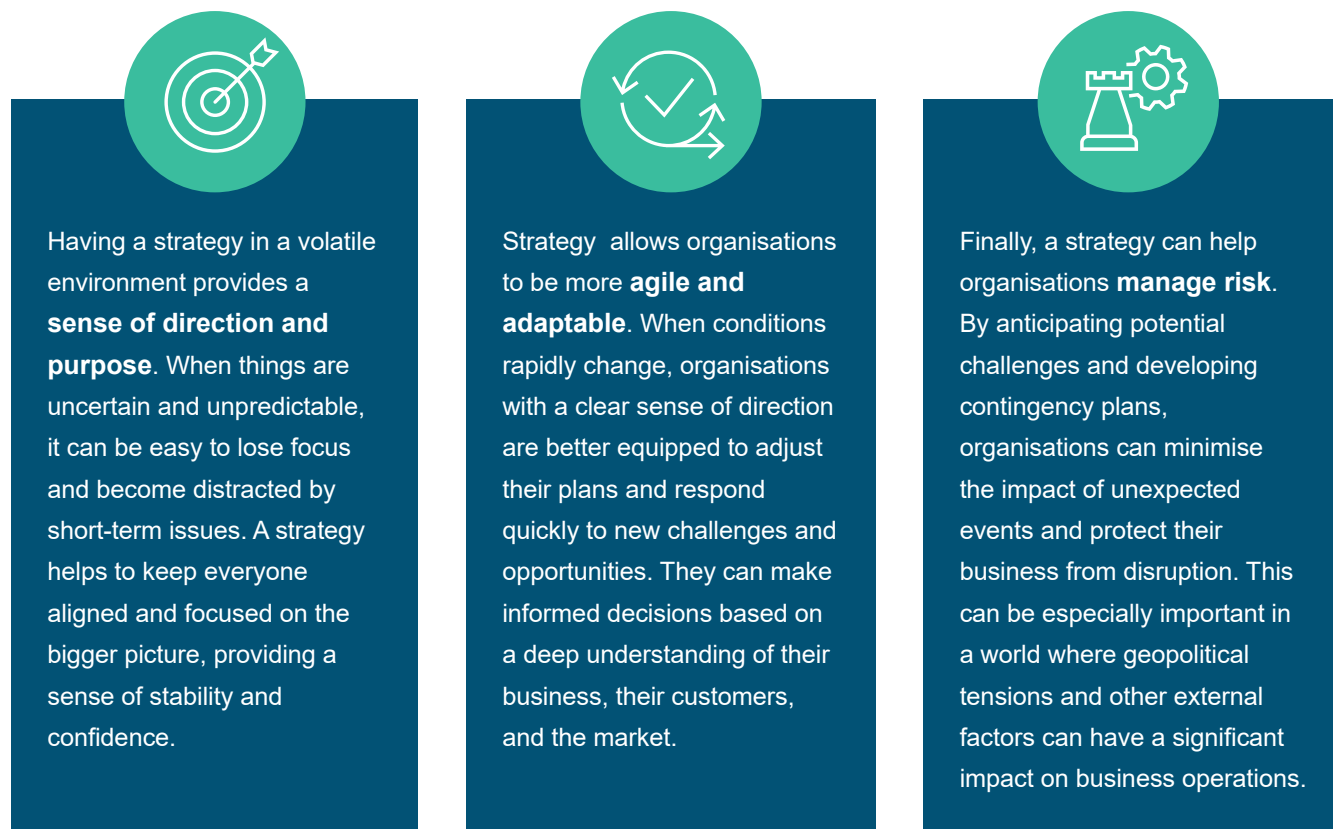 Having a strategy in a volatile
environment provides a
sense of direction and
purpose. When things are
uncertain and unpredictable,
it can be easy to lose focus
and become distracted by
short-term issues. A strategy
helps to keep everyone
aligned and focused on the
bigger picture, providing a
sense of stability and
confidence.
Strategy  allows organisations
to be more agile and
adaptable. When conditions
rapidly change, organisations
with a clear sense of direction
are better equipped to adjust
their plans and respond
quickly to new challenges and
opportunities. They can make
informed decisions based on
a deep understanding of their
business, their customers,
and the market.
Finally, a strategy can help
organisations manage risk.
By anticipating potential
challenges and developing
contingency plans,
organisations can minimise
the impact of unexpected
events and protect their
business from disruption. This
can be especially important in
a world where geopolitical
tensions and other external
factors can have a significant
impact on business operations.